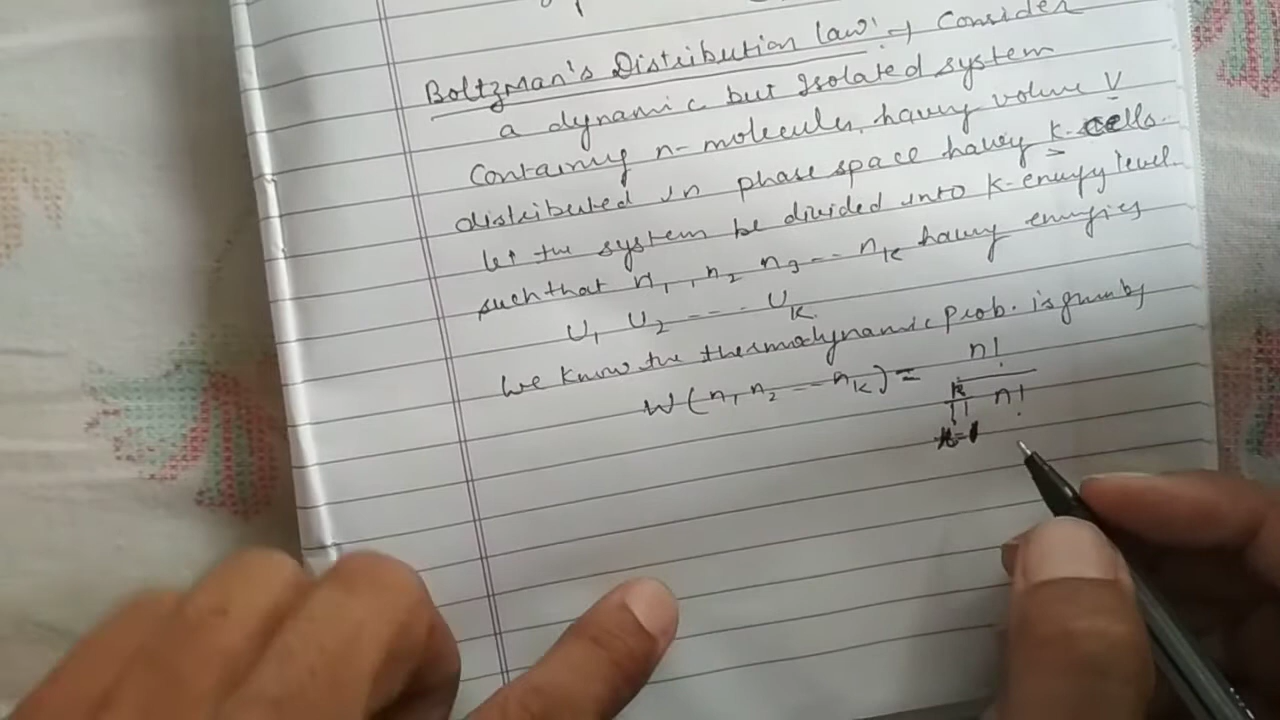 Boltzman's Distribution law :→ Consider
a dynamic but Isolated system
Containing n-molecules, having volume V
distributed in phase space having K-cells.
let the system be divided into K-energy level
such that n₁, n₂ n₃ --- nₖ having energies
U₁ U₂ --- - Uₖ.
We know the thermodynamic prob. is given by
W(n₁ n₂ --- nₖ) = n! / k ∏ n!